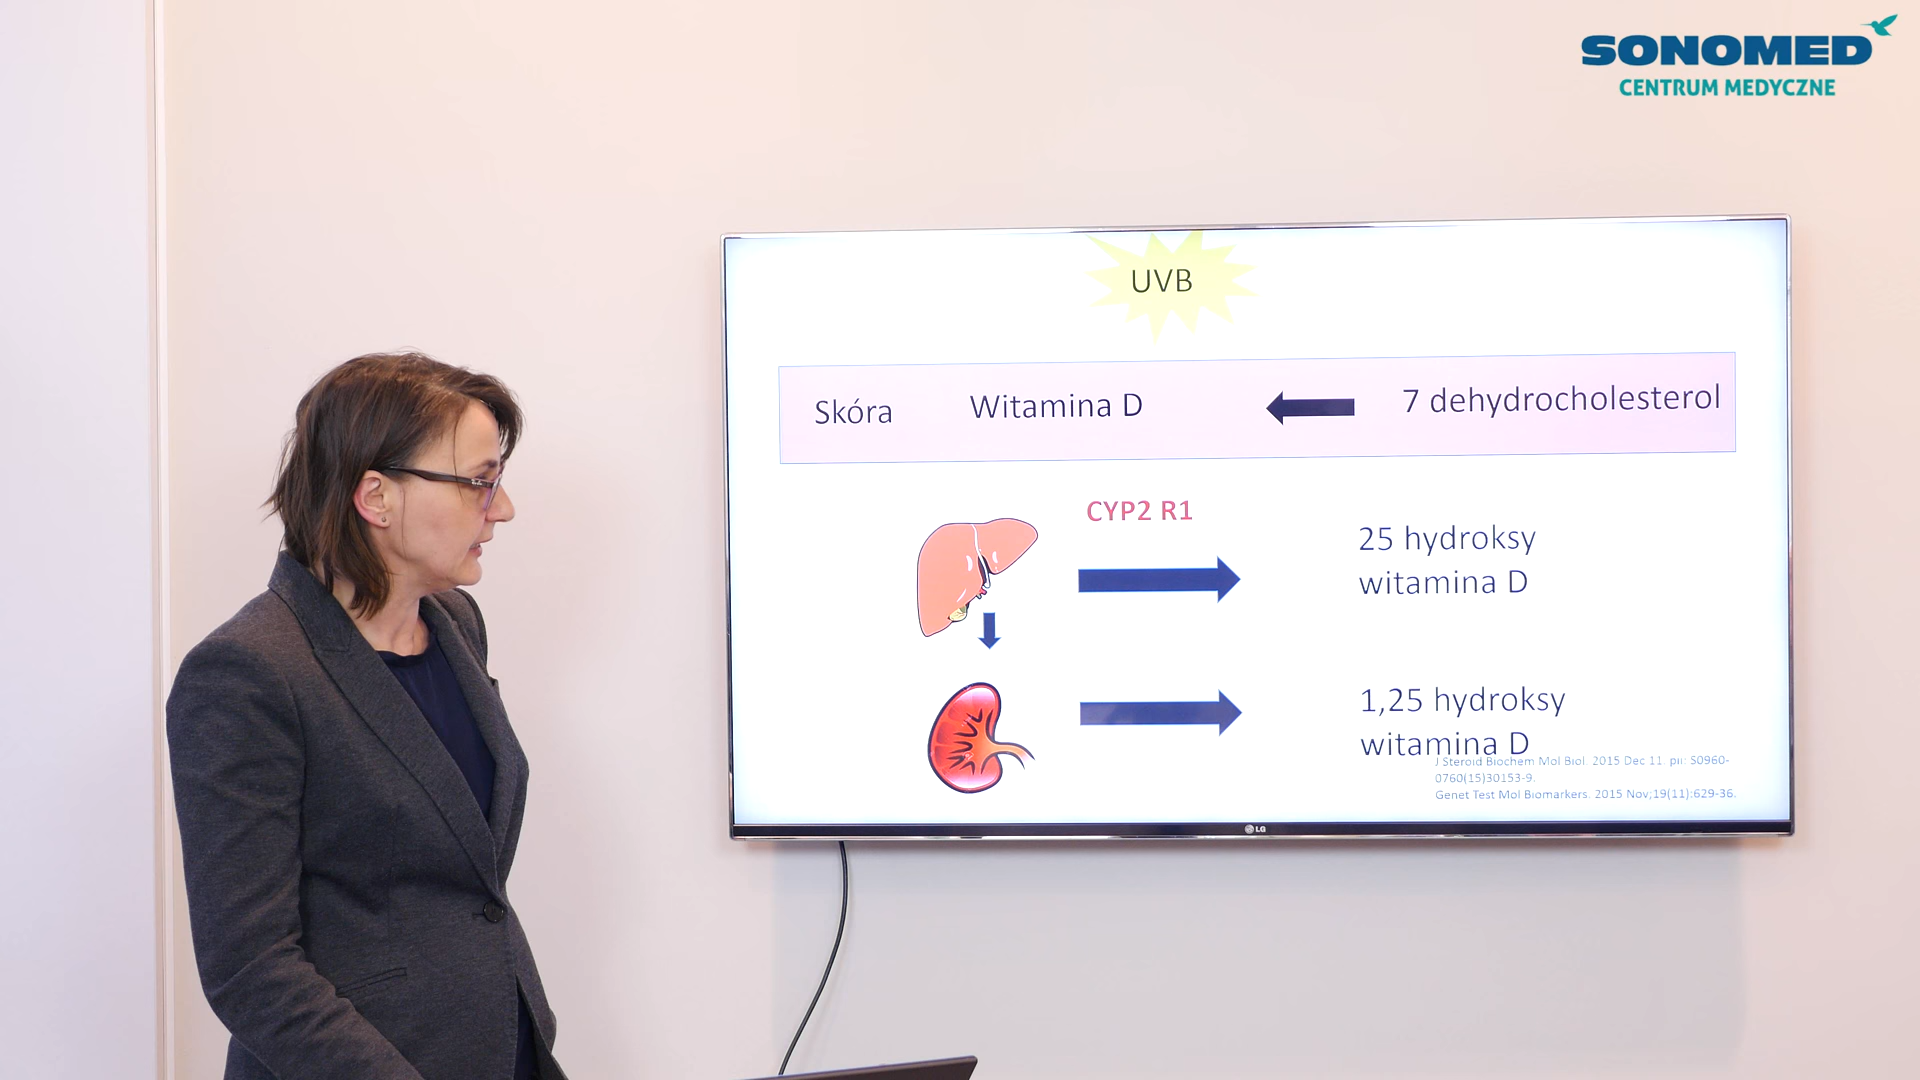 SONOMED
CENTRUM MEDYCZNE
UVB
Skóra Witamina D 7 dehydrocholesterol
CYP2 R1
25 hydroksy
witamina D
1,25 hydroksy
witamina D
J Steroid Biochem Mol Biol. 2015 Dec 11. pii: S0960-
0760(15)30153-9.
Genet Test Mol Biomarkers. 2015 Nov;19(11):629-36.
LG